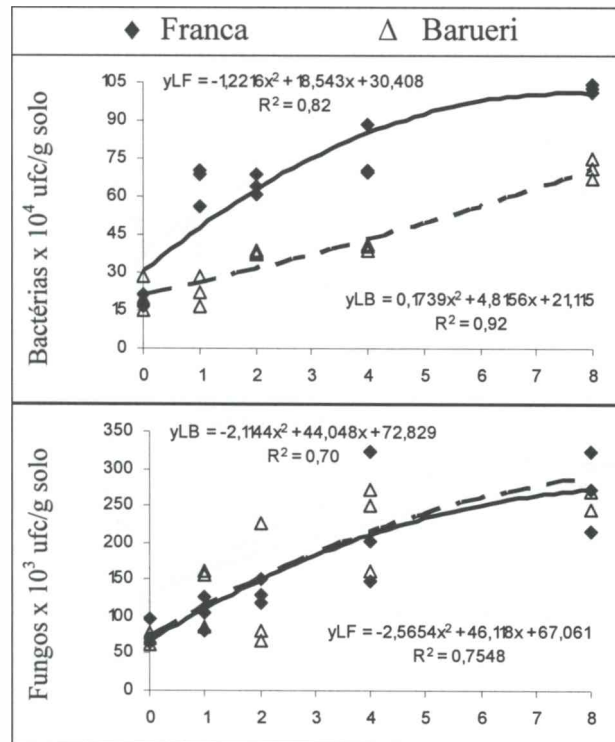 ◆ Franca △ Barueri
Bactérias x 10⁴ ufc/g solo
yLF = -1,2216x² + 18,543x + 30,408
R² = 0,82
105
90
75
60
45
30
15
0
yLB = 0,1739x² + 4,8156x + 21,115
R² = 0,92
0 1 2 3 4 5 6 7 8
Fungos x 10³ ufc/g solo
yLB = -2,1144x² + 44,048x + 72,829
R² = 0,70
350
300
250
200
150
100
50
0
yLF = -2,5654x² + 46,118x + 67,061
R² = 0,7548
0 1 2 3 4 5 6 7 8